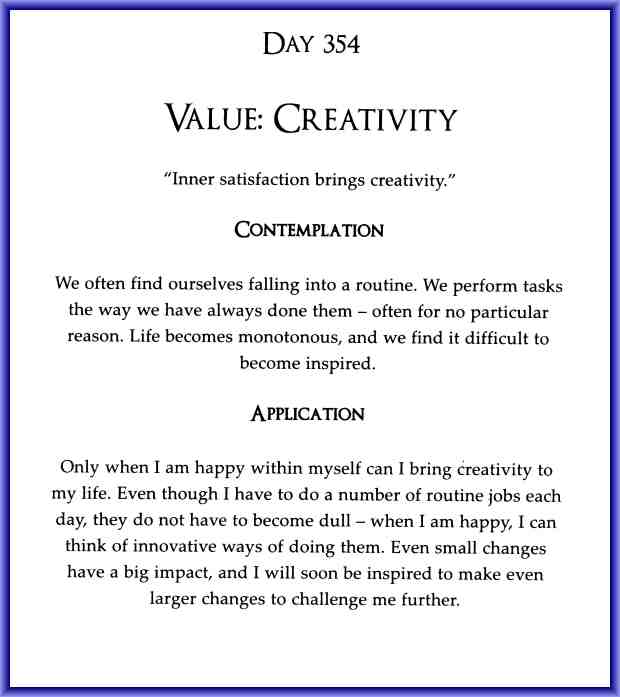 DAY 354
VALUE: CREATIVITY
“Inner satisfaction brings creativity.”
CONTEMPLATION
We often find ourselves falling into a routine. We perform tasks
the way we have always done them – often for no particular
reason. Life becomes monotonous, and we find it difficult to
become inspired.
APPLICATION
Only when I am happy within myself can I bring creativity to
my life. Even though I have to do a number of routine jobs each
day, they do not have to become dull – when I am happy, I can
think of innovative ways of doing them. Even small changes
have a big impact, and I will soon be inspired to make even
larger changes to challenge me further.